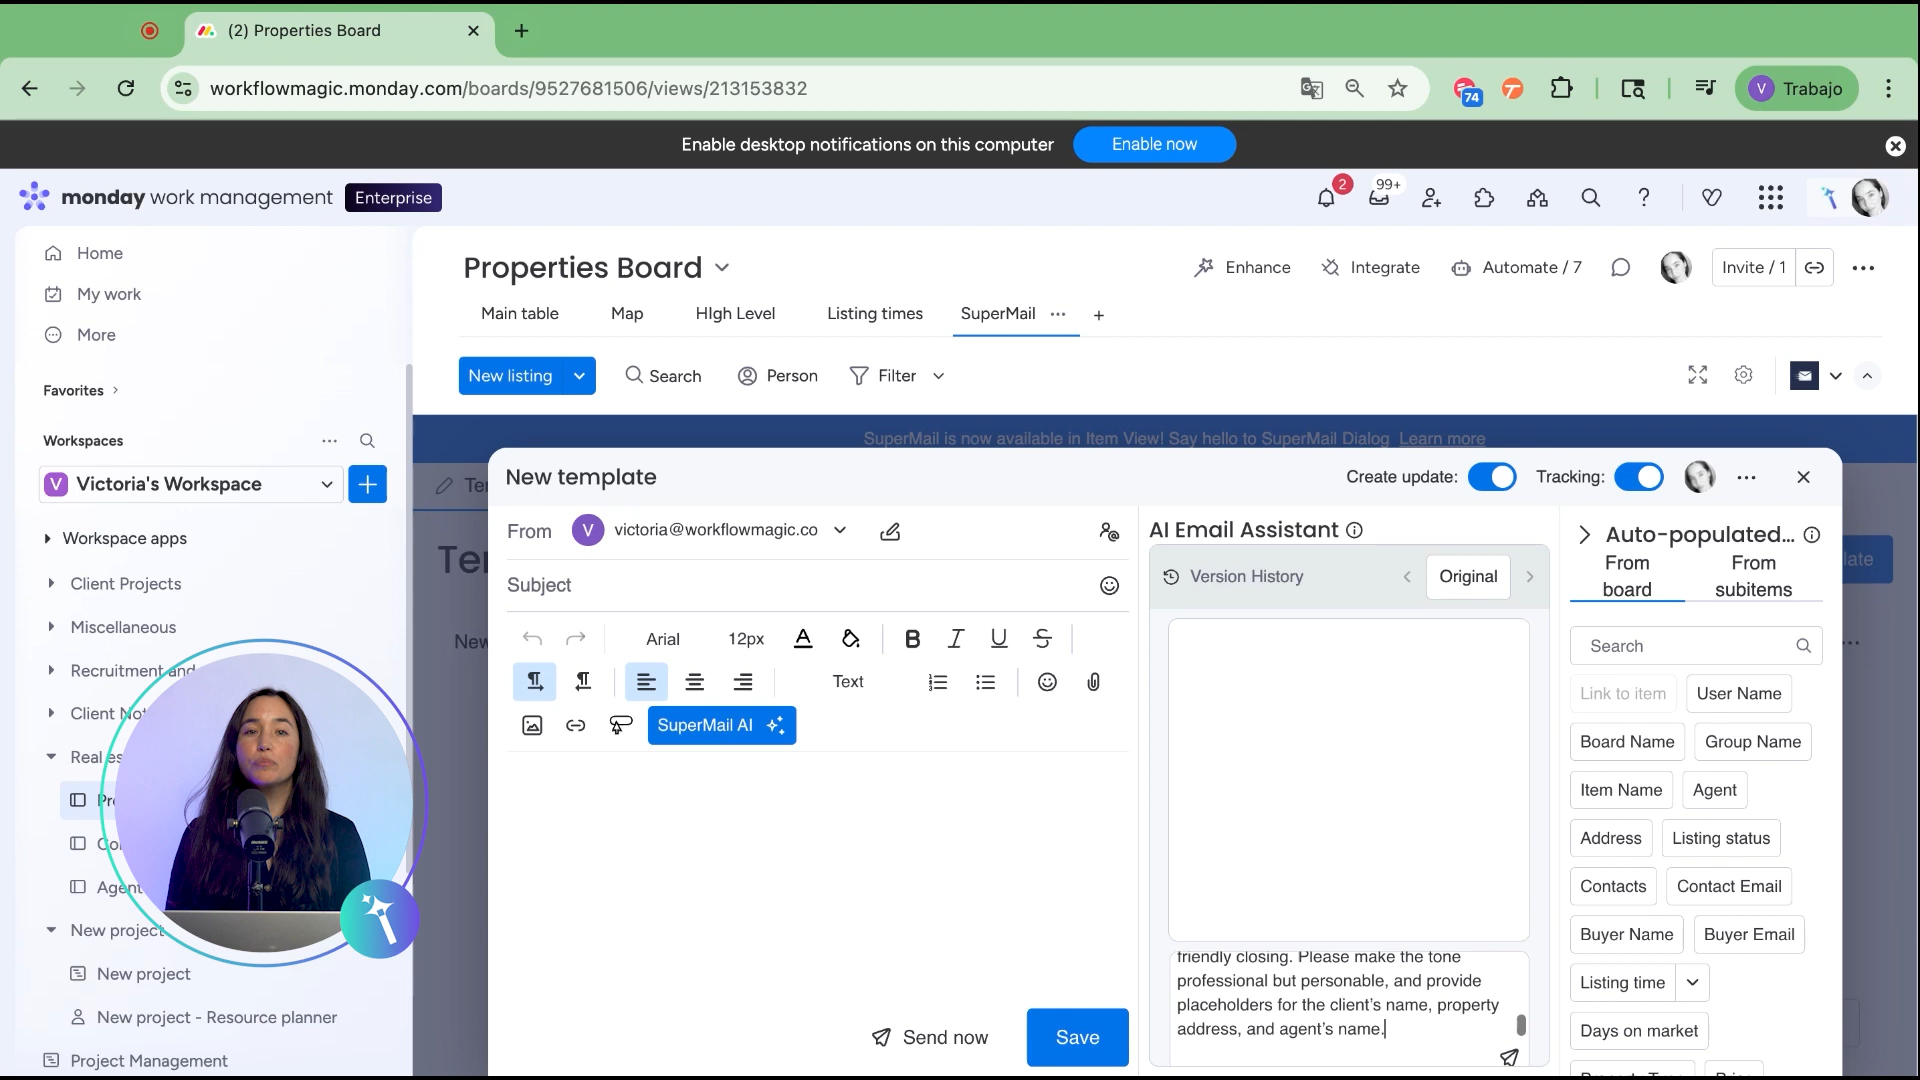 (2) Properties Board
workflowmagic.monday.com/boards/9527681506/views/213153832
74
V
Trabajo
Enable desktop notifications on this computer
Enable now
monday work management
Enterprise
2
99+
Home
My work
More
Favorites
Workspaces
V
Victoria's Workspace
Workspace apps
Client Projects
Miscellaneous
Recruitment and
Client Not
Real es
Pr
Co
Agent
New project
New project
New project - Resource planner
Project Management
Properties Board
Enhance
Integrate
Automate / 7
Invite / 1
Main table
Map
HIgh Level
Listing times
SuperMail
New listing
Search
Person
Filter
SuperMail is now available in Item View! Say hello to SuperMail Dialog Learn more
Te
Te
New
late
New template
Create update:
Tracking:
From
V
victoria@workflowmagic.co
Subject
Arial
12px
Text
SuperMail AI
Send now
Save
AI Email Assistant
Version History
Original
friendly closing. Please make the tone
professional but personable, and provide
placeholders for the client's name, property
address, and agent's name.
Auto-populated...
From board
From subitems
Search
Link to item
User Name
Board Name
Group Name
Item Name
Agent
Address
Listing status
Contacts
Contact Email
Buyer Name
Buyer Email
Listing time
Days on market